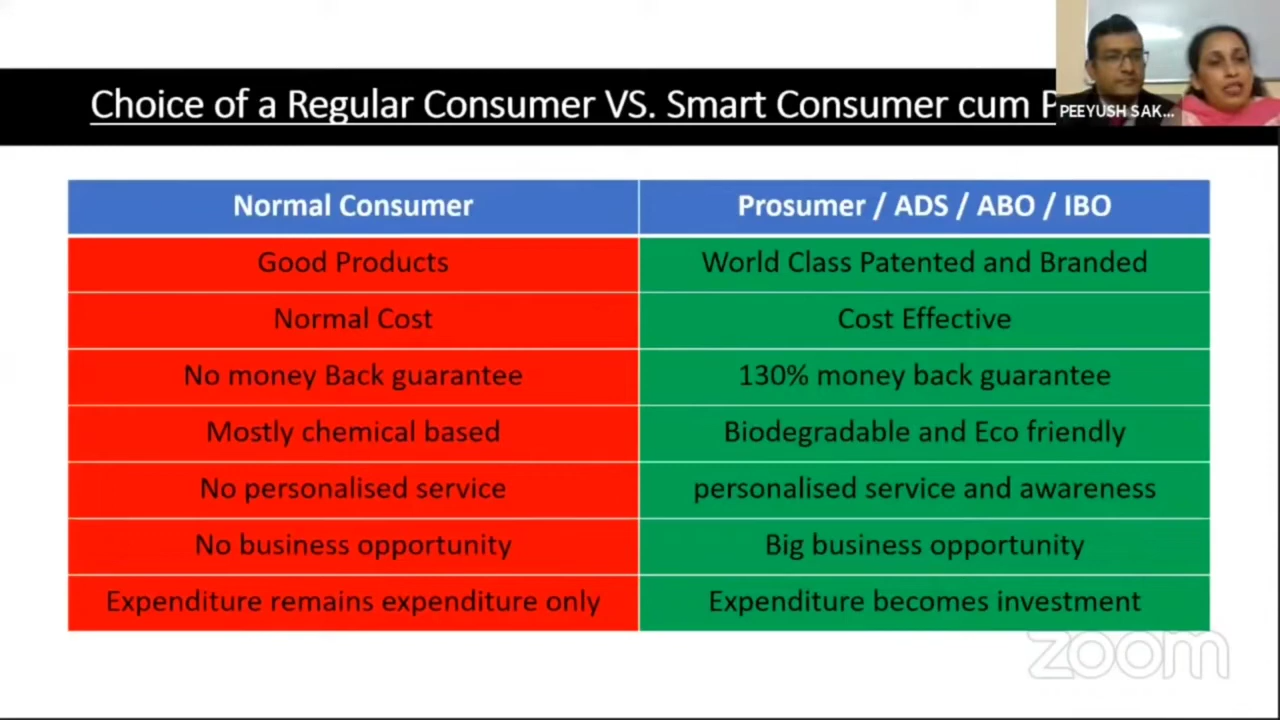 Choice of a Regular Consumer VS. Smart Consumer cum
PEEYUSH SAK...
Normal Consumer
Prosumer / ADS / ABO / IBO
Good Products
World Class Patented and Branded
Normal Cost
Cost Effective
No money Back guarantee
130% money back guarantee
Mostly chemical based
Biodegradable and Eco friendly
No personalised service
personalised service and awareness
No business opportunity
Big business opportunity
Expenditure remains expenditure only
Expenditure becomes investment
zoom